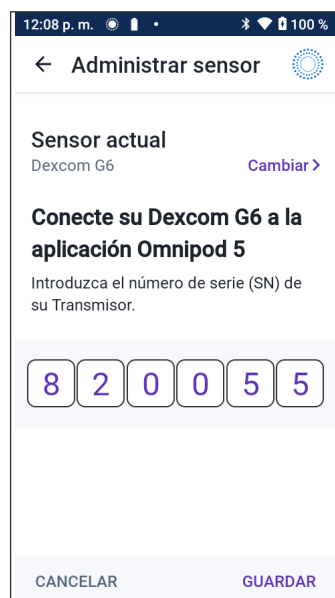 12:08 p. m. 100 %
Administrar sensor
Sensor actual
Dexcom G6 Cambiar
Conecte su Dexcom G6 a la
aplicación Omnipod 5
Introduzca el número de serie (SN) de
su Transmisor.
8 2 0 0 5 5
CANCELAR GUARDAR